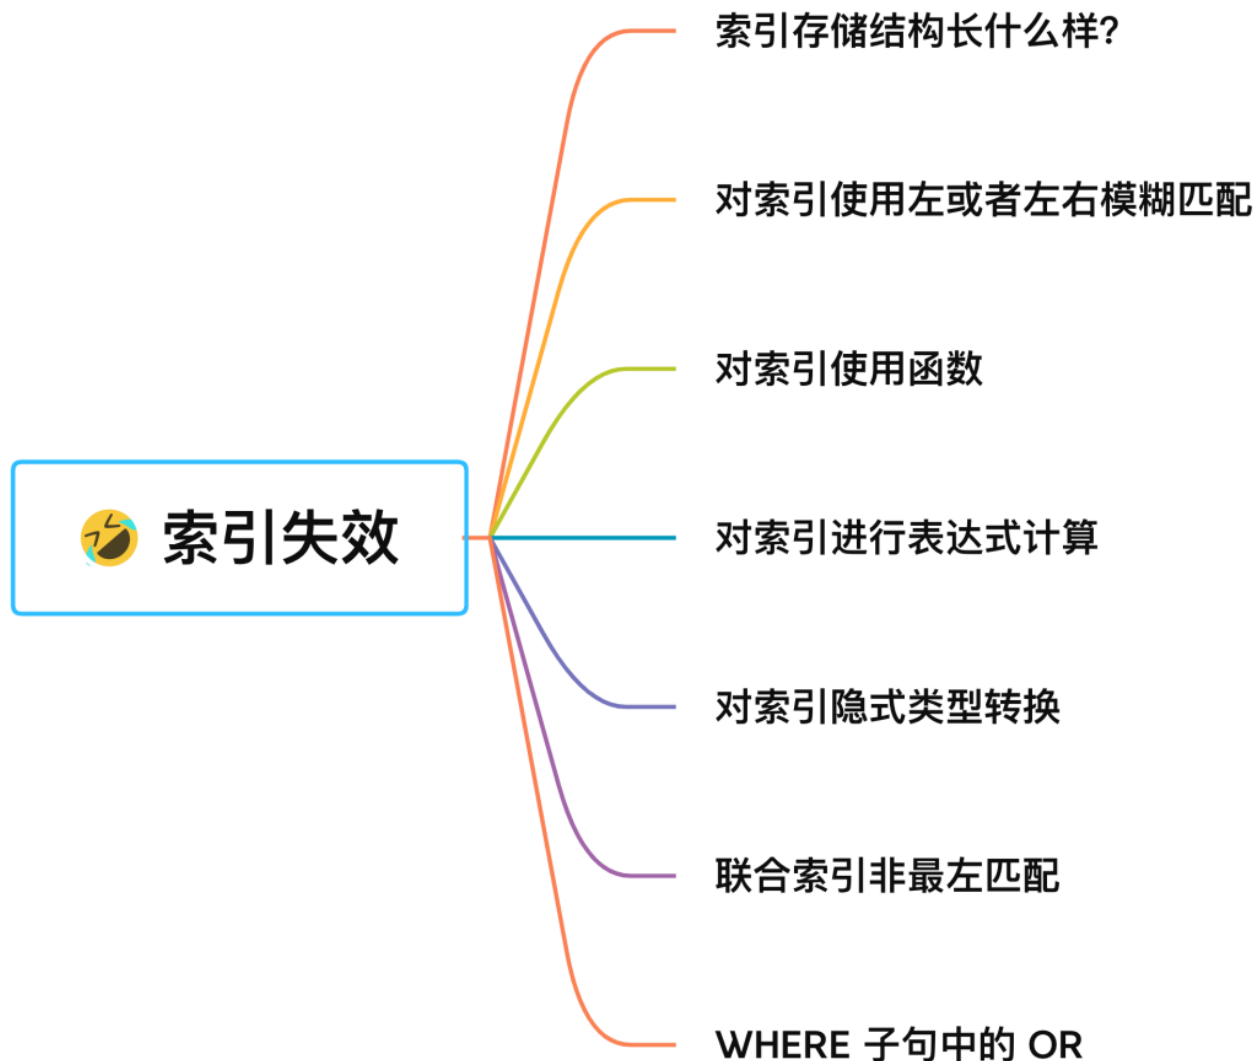 索引存储结构长什么样?
对索引使用左或者左右模糊匹配
对索引使用函数
索引失效
对索引进行表达式计算
对索引隐式类型转换
联合索引非最左匹配
WHERE 子句中的 OR